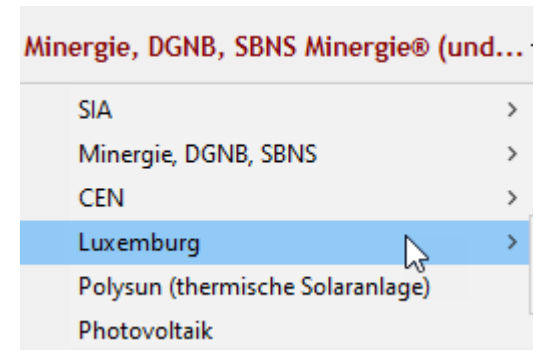 Minergie, DGNB, SBNS Minergie® (und...
SIA
Minergie, DGNB, SBNS
CEN
Luxemburg
Polysun (thermische Solaranlage)
Photovoltaik